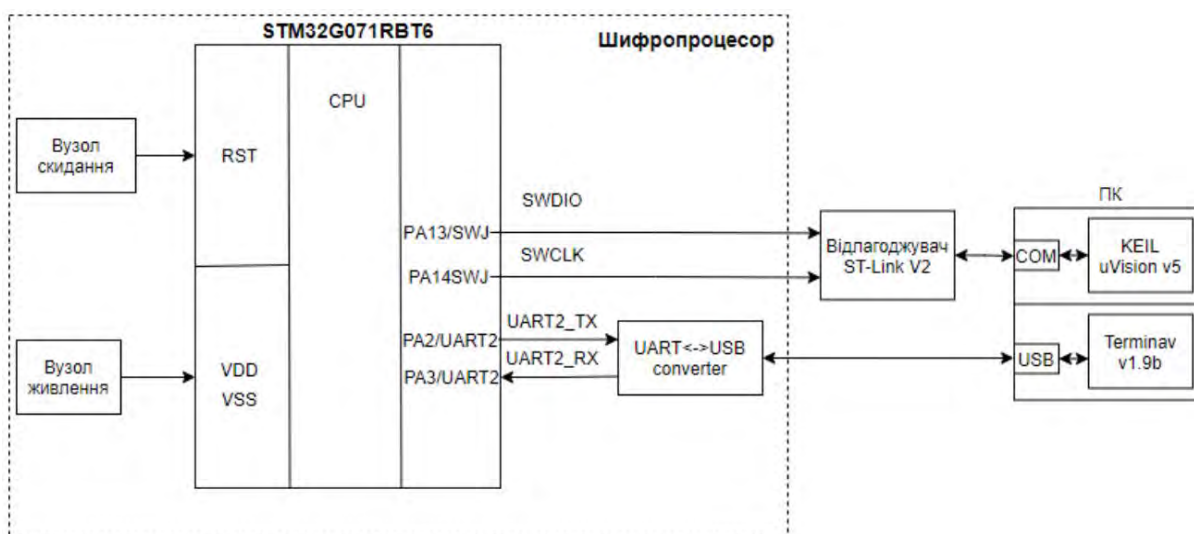 STM32G071RBT6
Шифропроцесор
CPU
Вузол
скидання
RST
SWDIO
ПК
PA13/SWJ
SWCLK
Відлагоджувач
ST-Link V2
COM
KEIL
uVision v5
PA14SWJ
UART2_TX
PA2/UART2
UART2_RX
PA3/UART2
UART<->USB
converter
USB
Terminav
v1.9b
Вузол
живлення
VDD
VSS